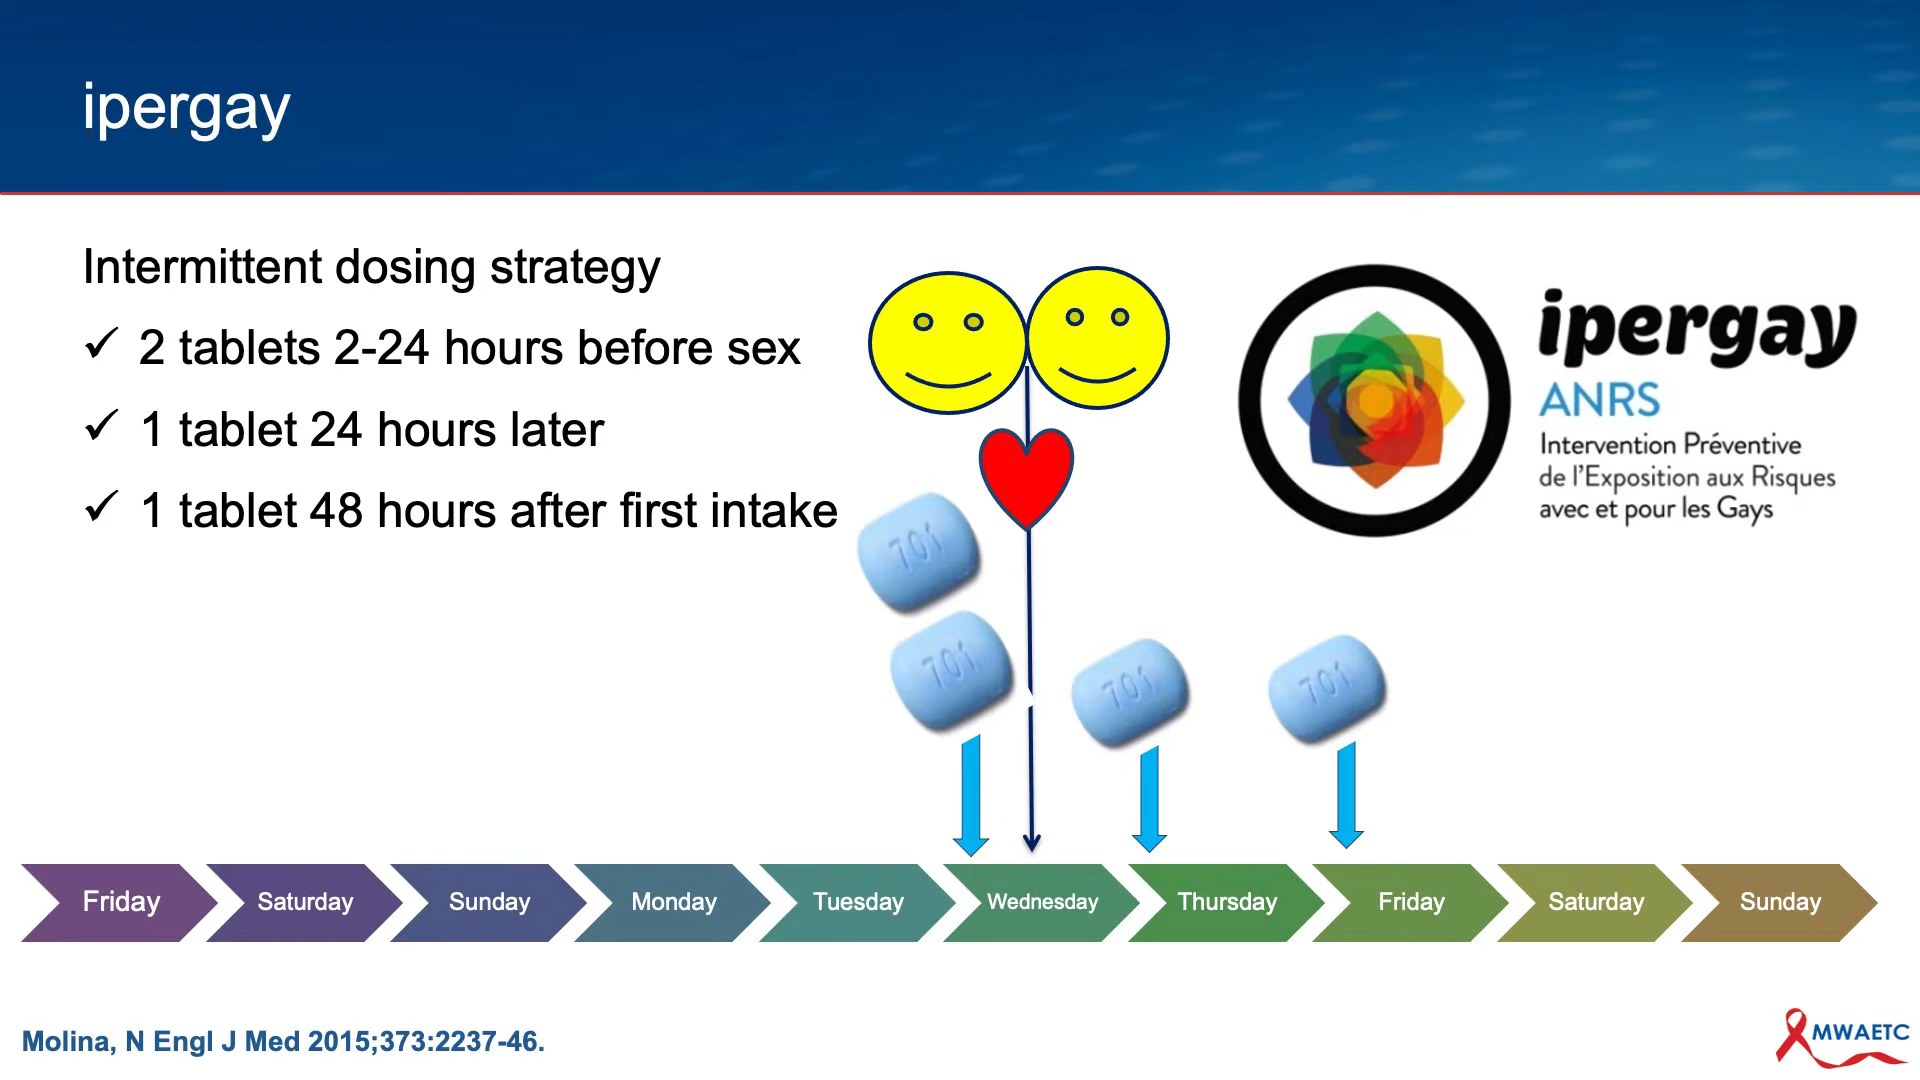 ipergay
Intermittent dosing strategy
✓ 2 tablets 2-24 hours before sex
✓ 1 tablet 24 hours later
✓ 1 tablet 48 hours after first intake
ipergay
ANRS
Intervention Préventive
de l'Exposition aux Risques
avec et pour les Gays
701
701
701
701
Friday
Saturday
Sunday
Monday
Tuesday
Wednesday
Thursday
Friday
Saturday
Sunday
Molina, N Engl J Med 2015;373:2237-46.
MWAETC